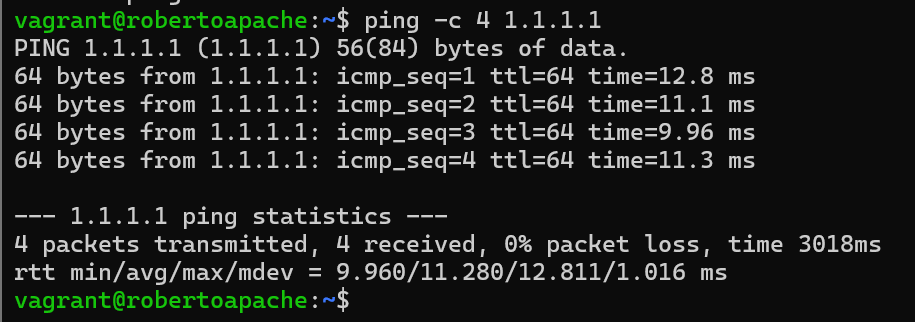 vagrant@robertoapache:~$ ping -c 4 1.1.1.1
PING 1.1.1.1 (1.1.1.1) 56(84) bytes of data.
64 bytes from 1.1.1.1: icmp_seq=1 ttl=64 time=12.8 ms
64 bytes from 1.1.1.1: icmp_seq=2 ttl=64 time=11.1 ms
64 bytes from 1.1.1.1: icmp_seq=3 ttl=64 time=9.96 ms
64 bytes from 1.1.1.1: icmp_seq=4 ttl=64 time=11.3 ms

--- 1.1.1.1 ping statistics ---
4 packets transmitted, 4 received, 0% packet loss, time 3018ms
rtt min/avg/max/mdev = 9.960/11.280/12.811/1.016 ms
vagrant@robertoapache:~$